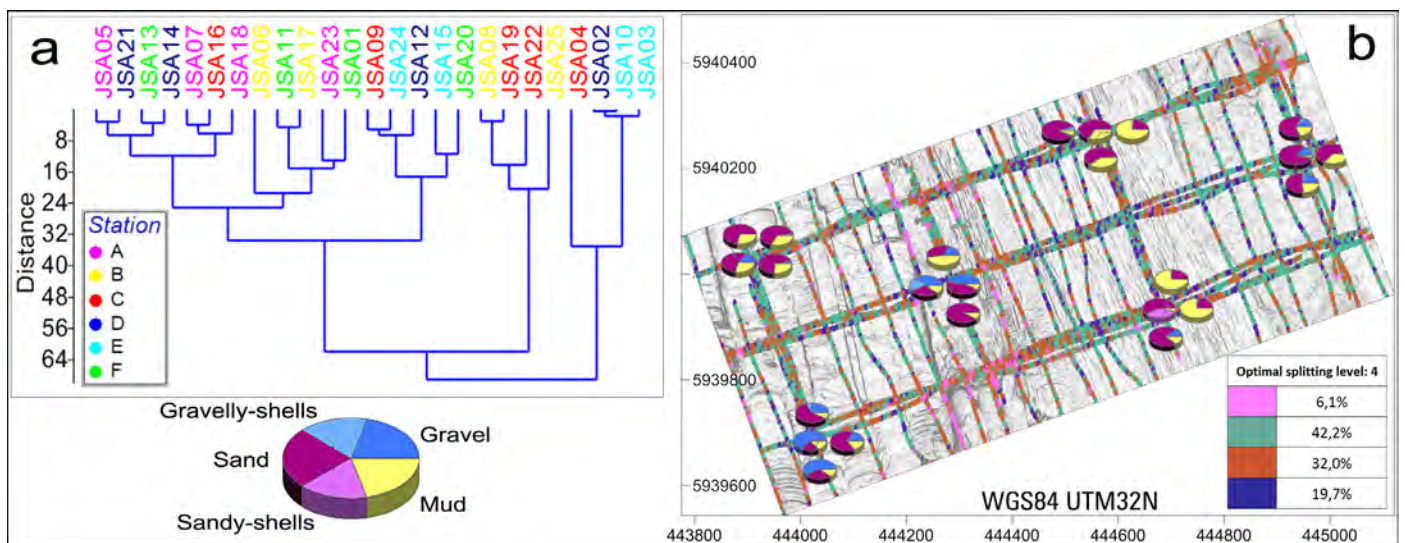 a
JSA05
JSA21
JSA13
JSA14
JSA07
JSA16
JSA18
JSA06
JSA11
JSA17
JSA23
JSA01
JSA09
JSA24
JSA12
JSA15
JSA20
JSA08
JSA19
JSA22
JSA25
JSA04
JSA02
JSA10
JSA03
Distance
8
16
24
32
40
48
56
64
Station
A
B
C
D
E
F
Gravelly-shells
Gravel
Sand
Mud
Sandy-shells
b
5940400
5940200
5939800
5939600
Optimal splitting level: 4
6,1%
42,2%
32,0%
19,7%
WGS84 UTM32N
443800 444000 444200 444400 444600 444800 445000